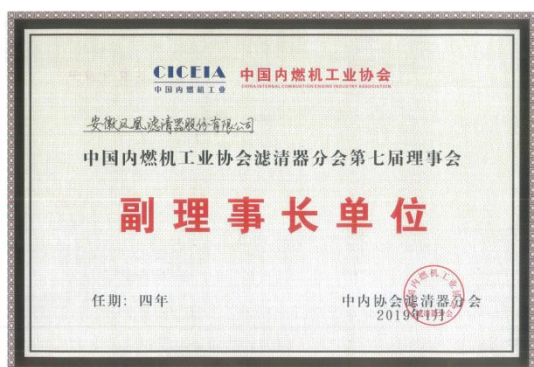 CICEIA 中国内燃机工业协会
中国内燃机工业 CHINA INTERNAL COMBUSTION ENGINE INDUSTRY ASSOCIATION
安徽凤凰滤清器股份有限公司
中国内燃机工业协会滤清器分会第七届理事会
副理事长单位
任期：四年
中内协会滤清器分会
2019年1月